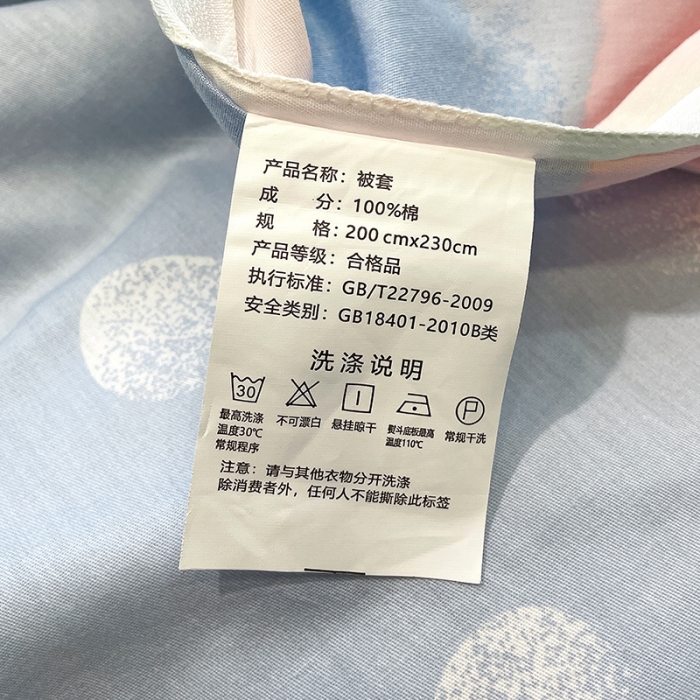 产品名称：被套
成 分：100%棉
规 格：200 cmx230cm
产品等级：合格品
执行标准：GB/T22796-2009
安全类别：GB18401-2010B类
洗涤说明
30 P
最高洗涤 不可漂白 悬挂晾干 熨斗底板最高 常规干洗
温度30℃ 温度110℃
常规程序
注意：请与其他衣物分开洗涤
除消费者外，任何人不能撕除此标签